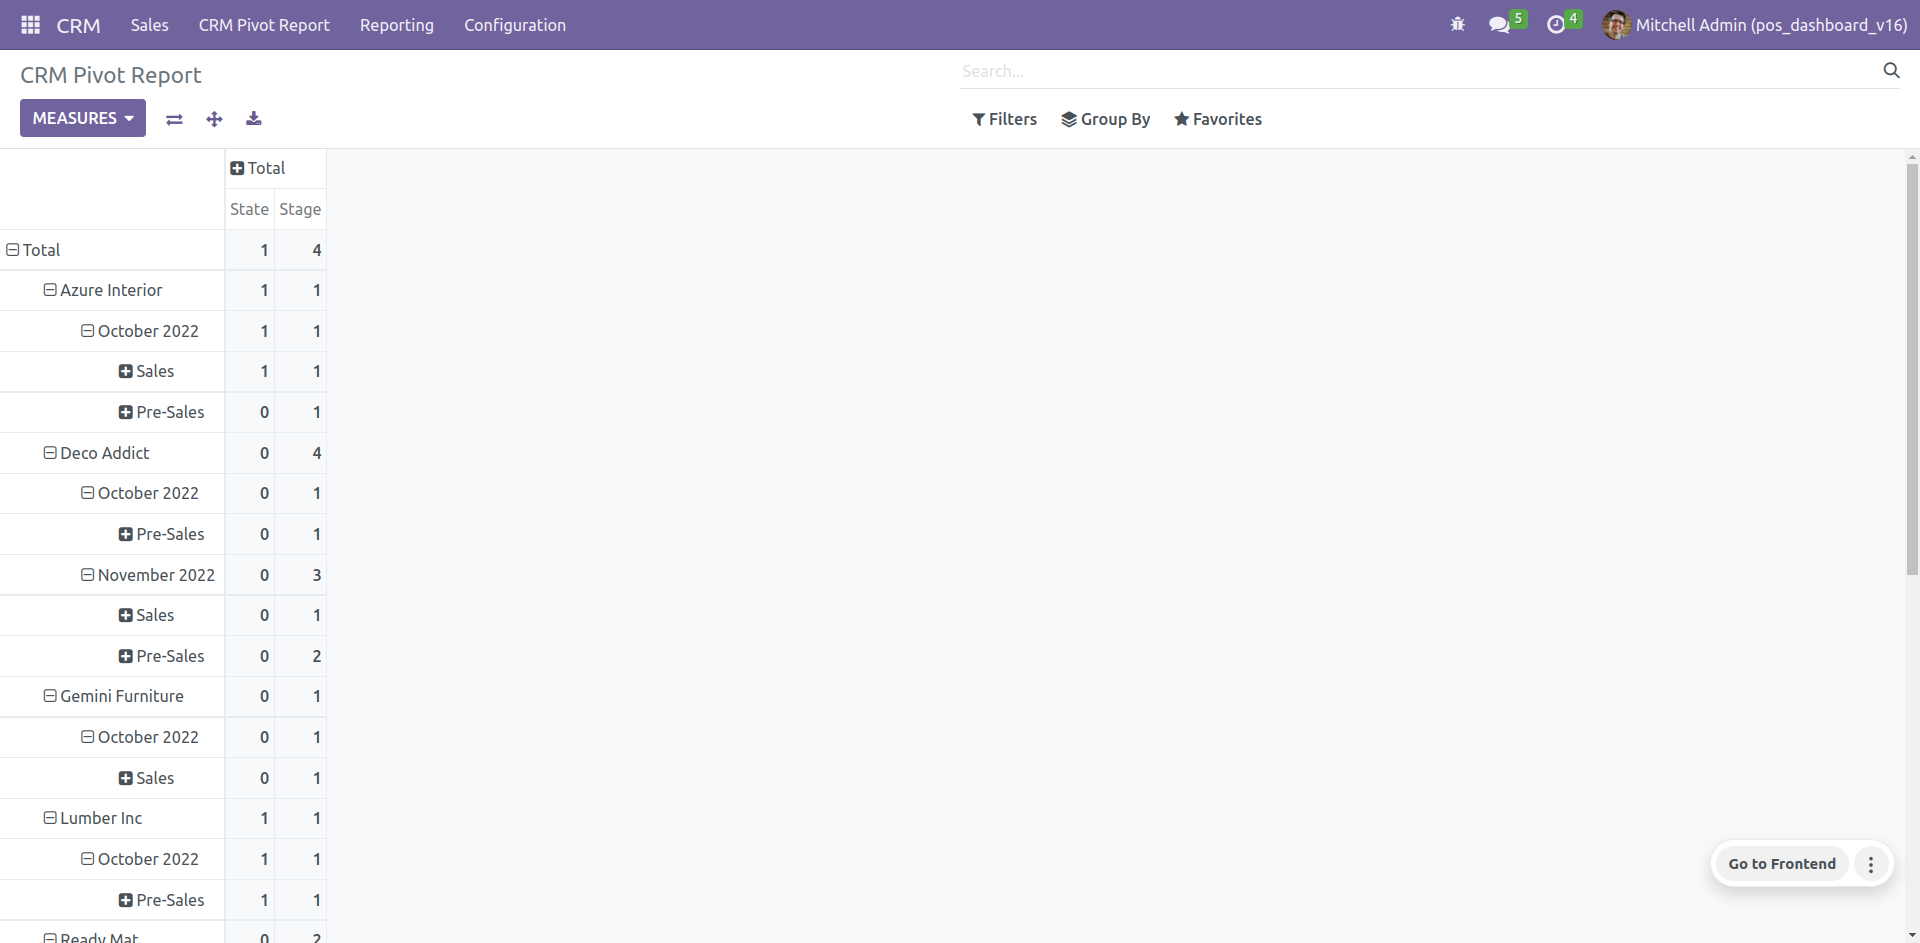 CRM Sales CRM Pivot Report Reporting Configuration 5 4 Mitchell Admin (pos_dashboard_v16)
CRM Pivot Report Search...
MEASURES Filters Group By Favorites
Total
State Stage
Total 1 4
Azure Interior 1 1
October 2022 1 1
Sales 1 1
Pre-Sales 0 1
Deco Addict 0 4
October 2022 0 1
Pre-Sales 0 1
November 2022 0 3
Sales 0 1
Pre-Sales 0 2
Gemini Furniture 0 1
October 2022 0 1
Sales 0 1
Lumber Inc 1 1
October 2022 1 1
Go to Frontend
Pre-Sales 1 1
Ready Mat 0 2